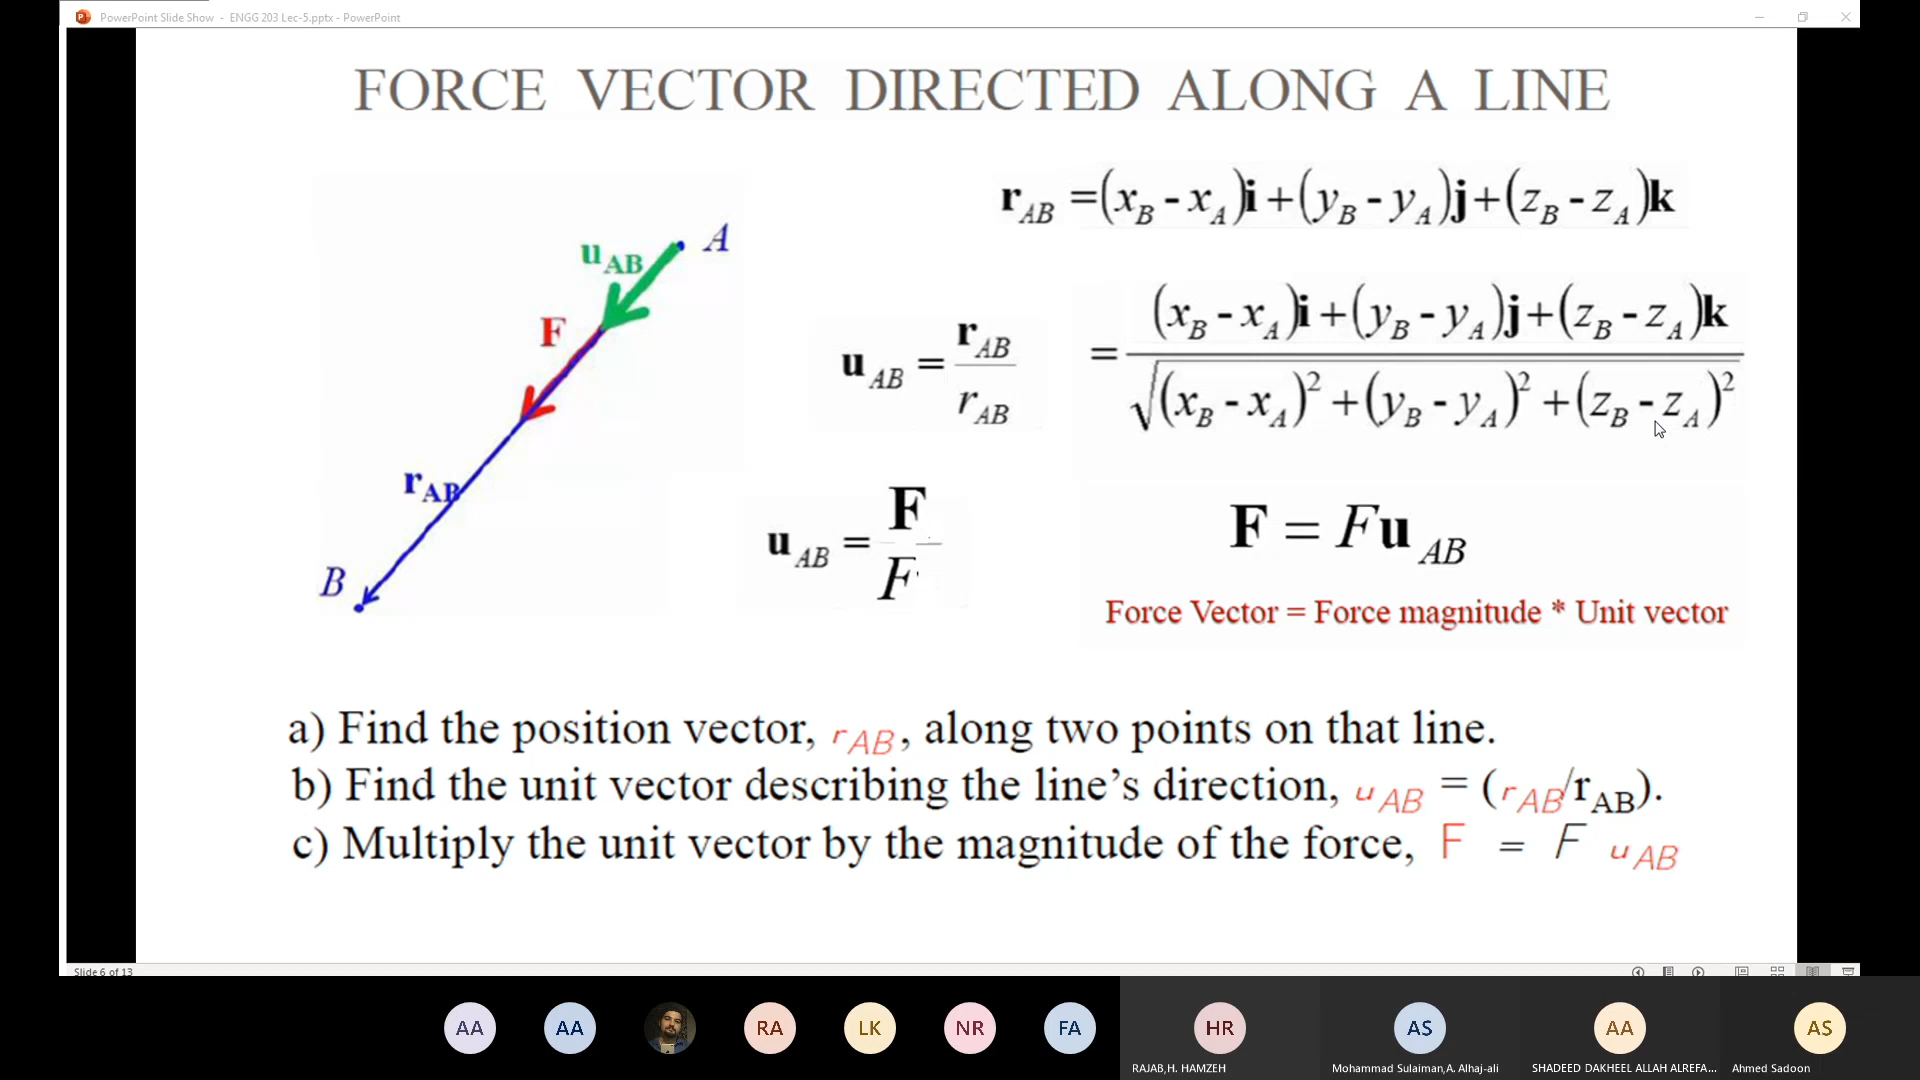 PowerPoint Slide Show - ENGG 203 Lec-5.pptx - PowerPoint
FORCE VECTOR DIRECTED ALONG A LINE
r_AB = (x_B - x_A)i + (y_B - y_A)j + (z_B - z_A)k
u_AB
A
F
r_AB
B
u_AB = r_AB / r_AB = ((x_B - x_A)i + (y_B - y_A)j + (z_B - z_A)k) / √((x_B - x_A)² + (y_B - y_A)² + (z_B - z_A)²)
u_AB = F / F
F = Fu_AB
Force Vector = Force magnitude * Unit vector
a) Find the position vector, r_AB, along two points on that line.
b) Find the unit vector describing the line’s direction, u_AB = (r_AB/r_AB).
c) Multiply the unit vector by the magnitude of the force, F = F u_AB
Slide 6 of 13
AA AA RA LK NR FA HR AS AA AS
RAJAB,H. HAMZEH
Mohammad Sulaiman,A. Alhaj-ali
SHADEED DAKHEEL ALLAH ALREFA...
Ahmed Sadoon